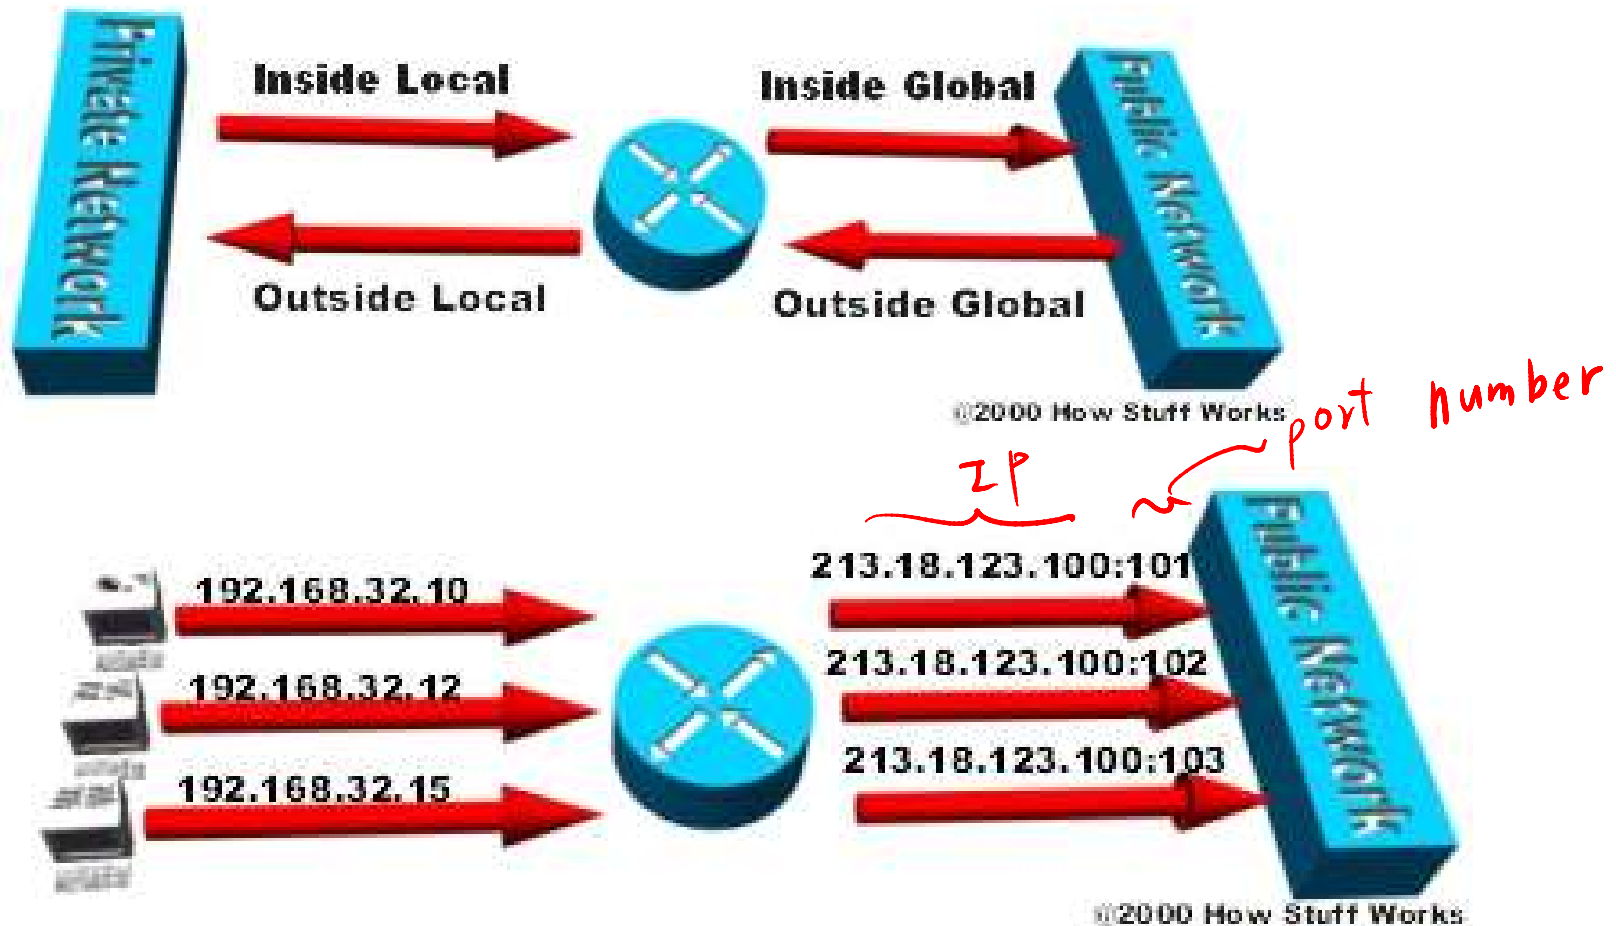 Private Network
Inside Local
Inside Global
Public Network
Outside Local
Outside Global
©2000 How Stuff Works
port number
IP
213.18.123.100:101
192.168.32.10
Public Network
213.18.123.100:102
192.168.32.12
213.18.123.100:103
192.168.32.15
©2000 How Stuff Works